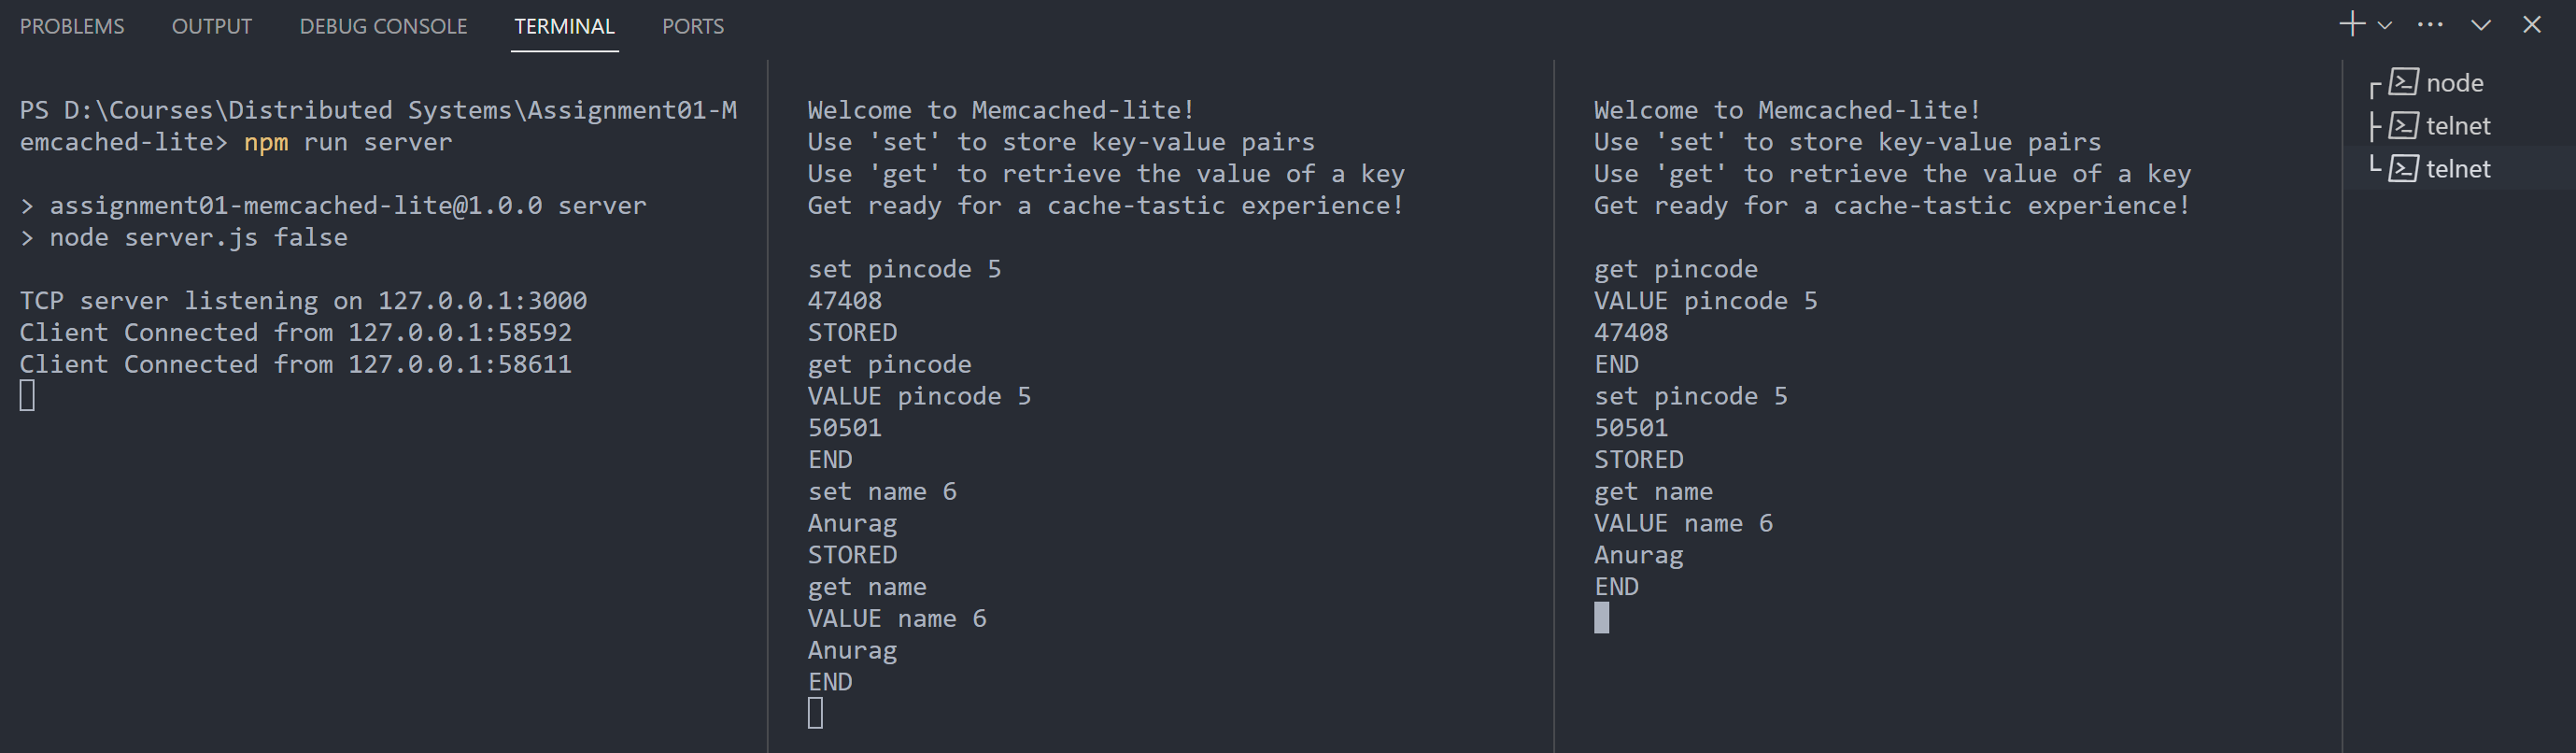 PROBLEMS OUTPUT DEBUG CONSOLE TERMINAL PORTS
PS D:\Courses\Distributed Systems\Assignment01-M
emcached-lite> npm run server
> assignment01-memcached-lite@1.0.0 server
> node server.js false
TCP server listening on 127.0.0.1:3000
Client Connected from 127.0.0.1:58592
Client Connected from 127.0.0.1:58611
Welcome to Memcached-lite!
Use 'set' to store key-value pairs
Use 'get' to retrieve the value of a key
Get ready for a cache-tastic experience!
set pincode 5
47408
STORED
get pincode
VALUE pincode 5
50501
END
set name 6
Anurag
STORED
get name
VALUE name 6
Anurag
END
Welcome to Memcached-lite!
Use 'set' to store key-value pairs
Use 'get' to retrieve the value of a key
Get ready for a cache-tastic experience!
get pincode
VALUE pincode 5
47408
END
set pincode 5
50501
STORED
get name
VALUE name 6
Anurag
END
node
telnet
telnet